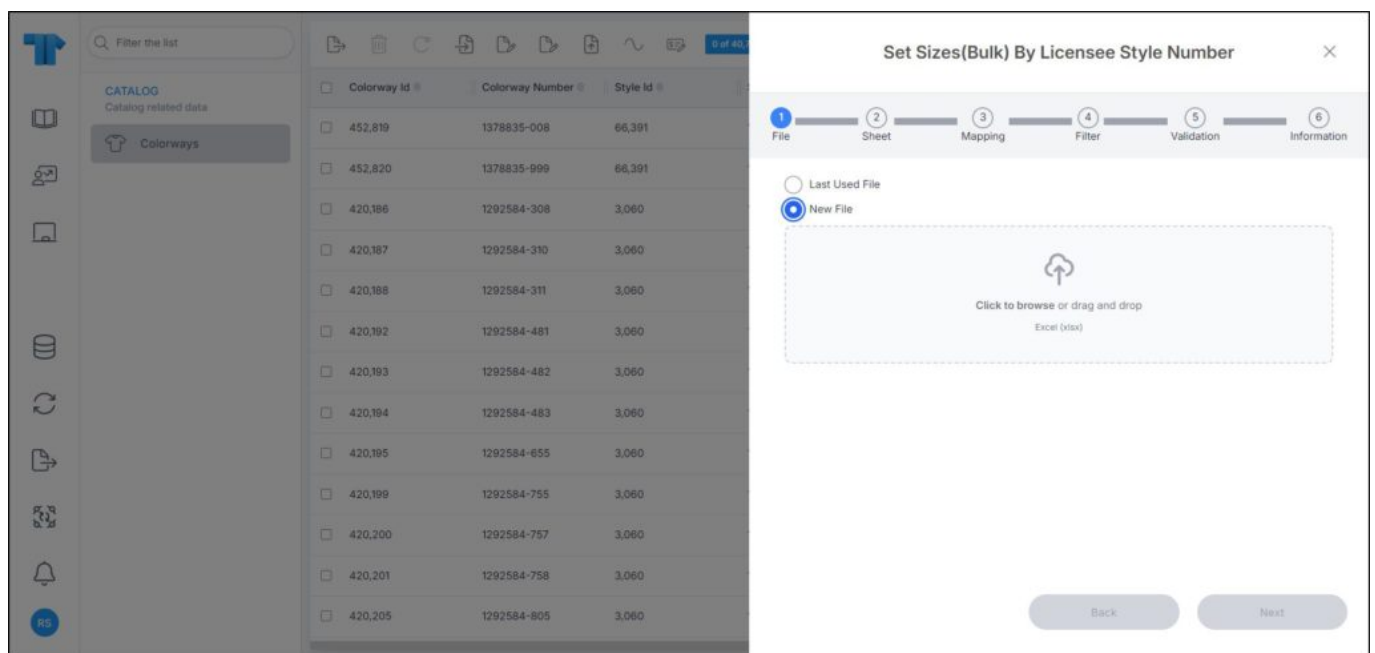 Filter the list
CATALOG
Catalog related data
Colorways
RS
0 of 40,7
Colorway Id Colorway Number Style Id
452,819 1378835-008 66,391
452,820 1378835-999 66,391
420,186 1292584-308 3,060
420,187 1292584-310 3,060
420,188 1292584-311 3,060
420,192 1292584-481 3,060
420,193 1292584-482 3,060
420,194 1292584-483 3,060
420,195 1292584-655 3,060
420,199 1292584-755 3,060
420,200 1292584-757 3,060
420,201 1292584-758 3,060
420,205 1292584-805 3,060
Set Sizes(Bulk) By Licensee Style Number
1 2 3 4 5 6
File Sheet Mapping Filter Validation Information
Last Used File
New File
Click to browse or drag and drop
Excel (xlsx)
Back Next